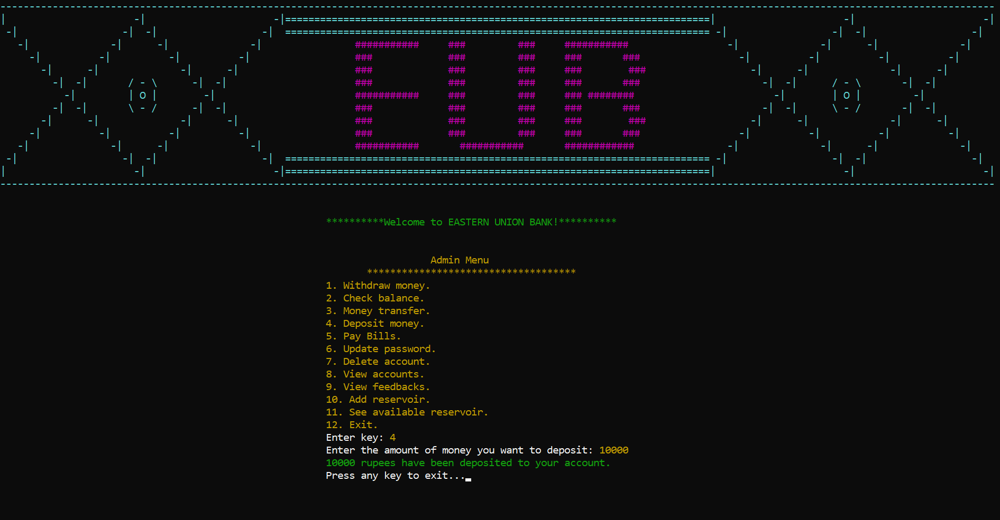 EUB
**********Welcome to EASTERN UNION BANK!**********
Admin Menu
************************************
1. Withdraw money.
2. Check balance.
3. Money transfer.
4. Deposit money.
5. Pay Bills.
6. Update password.
7. Delete account.
8. View accounts.
9. View feedbacks.
10. Add reservoir.
11. See available reservoir.
12. Exit.
Enter key: 4
Enter the amount of money you want to deposit: 10000
10000 rupees have been deposited to your account.
Press any key to exit...